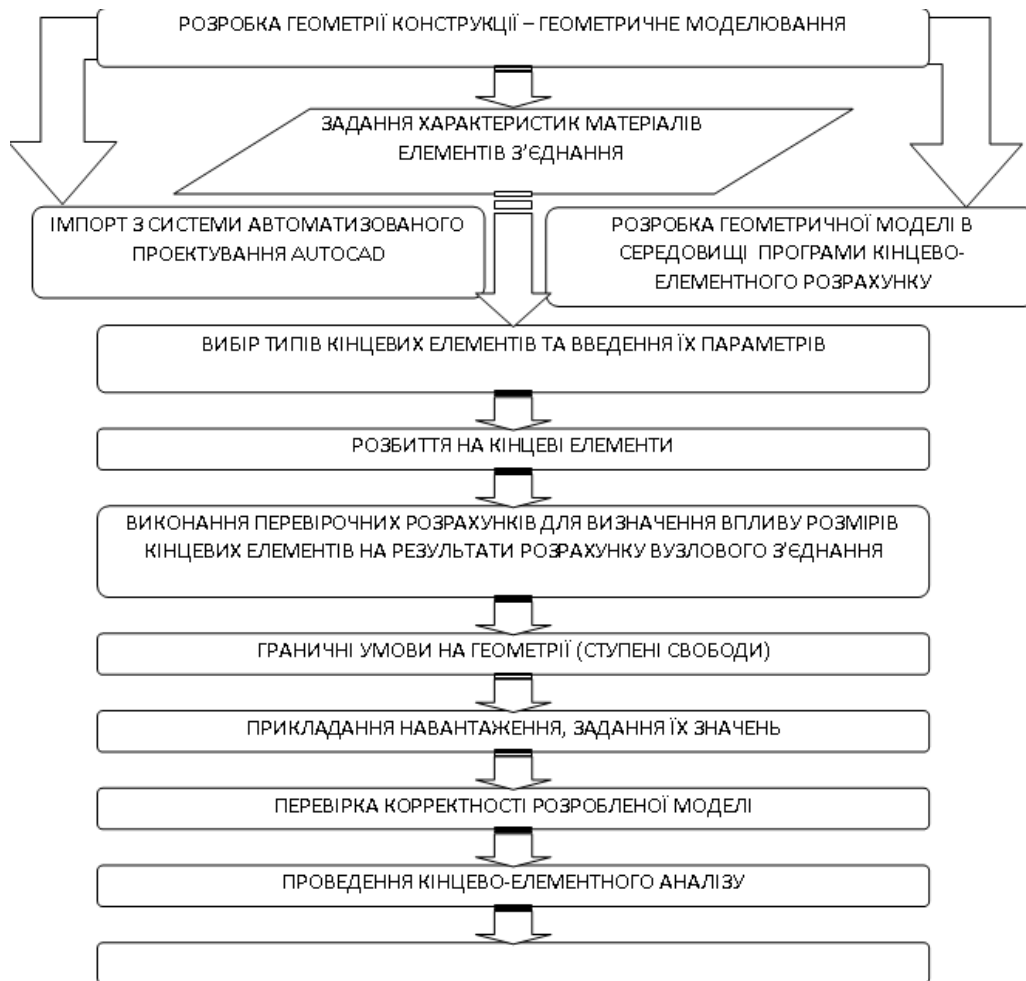 РОЗРОБКА ГЕОМЕТРІЇ КОНСТРУКЦІЇ – ГЕОМЕТРИЧНЕ МОДЕЛЮВАННЯ
ЗАДАННЯ ХАРАКТЕРИСТИК МАТЕРІАЛІВ
ЕЛЕМЕНТІВ З’ЄДНАННЯ
ІМПОРТ З СИСТЕМИ АВТОМАТИЗОВАНОГО
ПРОЕКТУВАННЯ AUTOCAD
РОЗРОБКА ГЕОМЕТРИЧНОЇ МОДЕЛІ В
СЕРЕДОВИЩІ ПРОГРАМИ КІНЦЕВО-
ЕЛЕМЕНТНОГО РОЗРАХУНКУ
ВИБІР ТИПІВ КІНЦЕВИХ ЕЛЕМЕНТІВ ТА ВВЕДЕННЯ ЇХ ПАРАМЕТРІВ
РОЗБИТТЯ НА КІНЦЕВІ ЕЛЕМЕНТИ
ВИКОНАННЯ ПЕРЕВІРОЧНИХ РОЗРАХУНКІВ ДЛЯ ВИЗНАЧЕННЯ ВПЛИВУ РОЗМІРІВ
КІНЦЕВИХ ЕЛЕМЕНТІВ НА РЕЗУЛЬТАТИ РОЗРАХУНКУ ВУЗЛОВОГО З’ЄДНАННЯ
ГРАНИЧНІ УМОВИ НА ГЕОМЕТРІЇ (СТУПЕНІ СВОБОДИ)
ПРИКЛАДАННЯ НАВАНТАЖЕННЯ, ЗАДАННЯ ЇХ ЗНАЧЕНЬ
ПЕРЕВІРКА КОРРЕКТНОСТІ РОЗРОБЛЕНОЇ МОДЕЛІ
ПРОВЕДЕННЯ КІНЦЕВО-ЕЛЕМЕНТНОГО АНАЛІЗУ